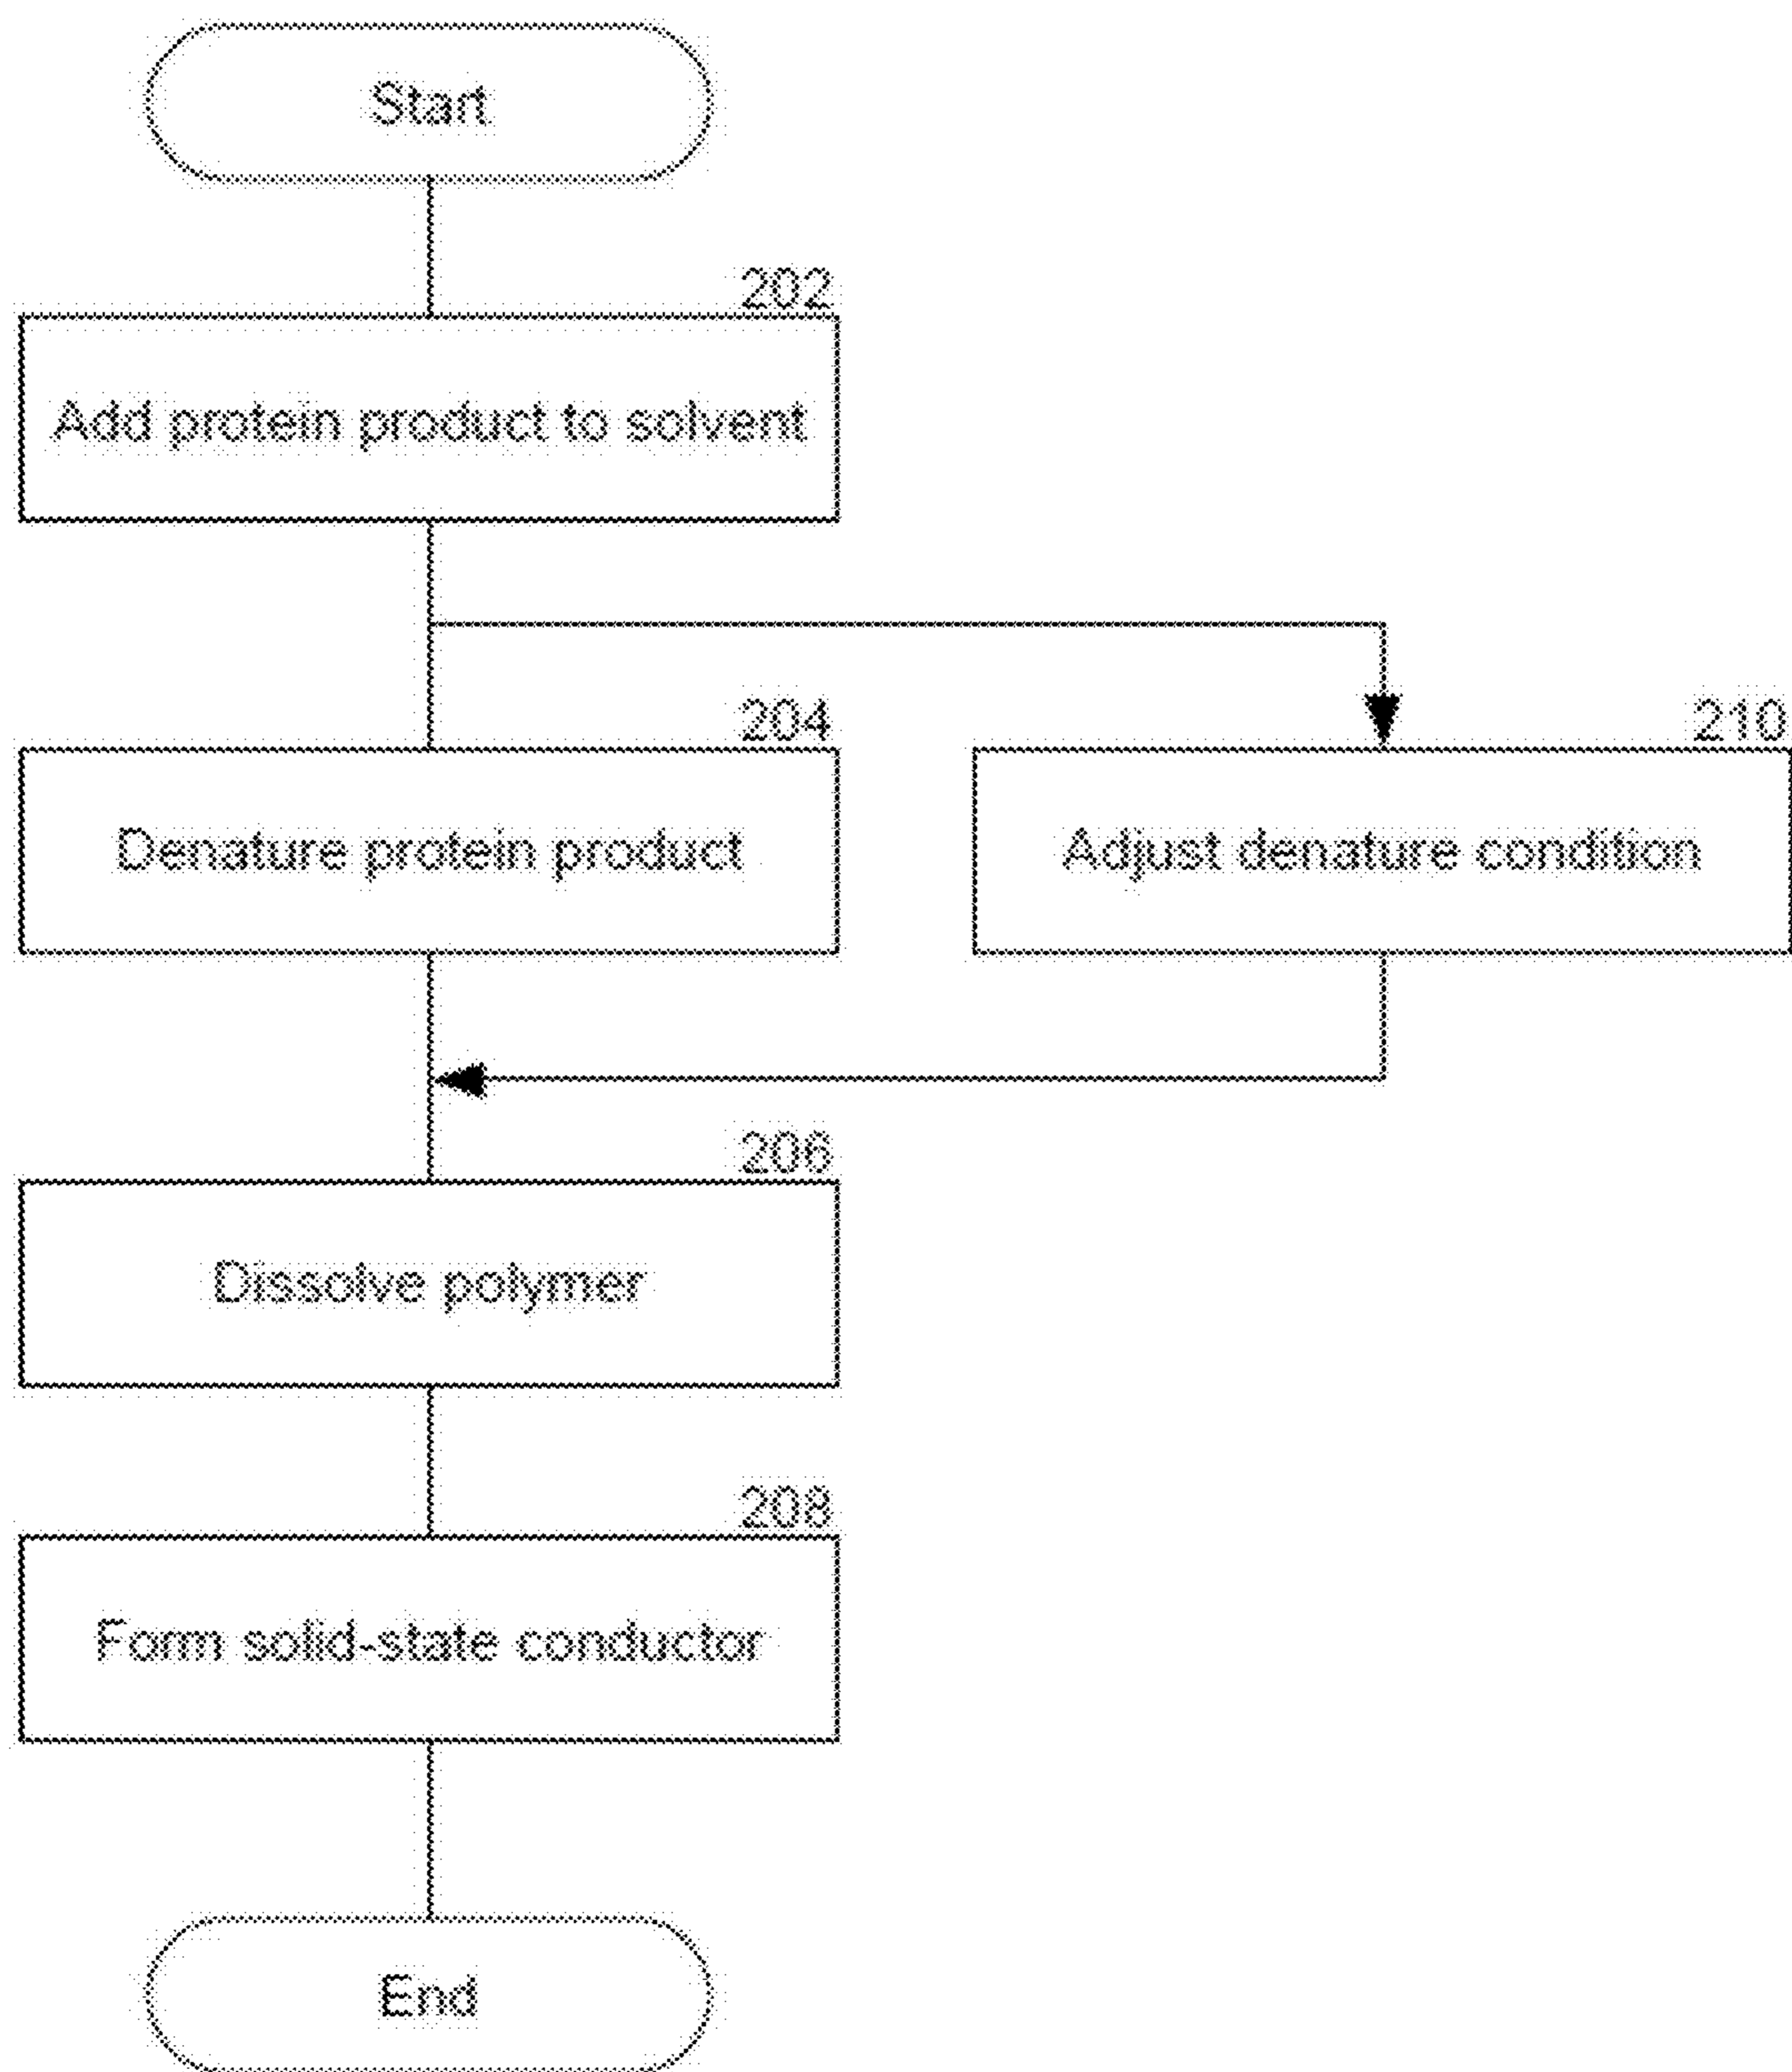 Start
202
Add protein product to solvent
204
Denature protein product
210
Adjust denature condition
206
Dissolve polymer
208
Form solid-state conductor
End